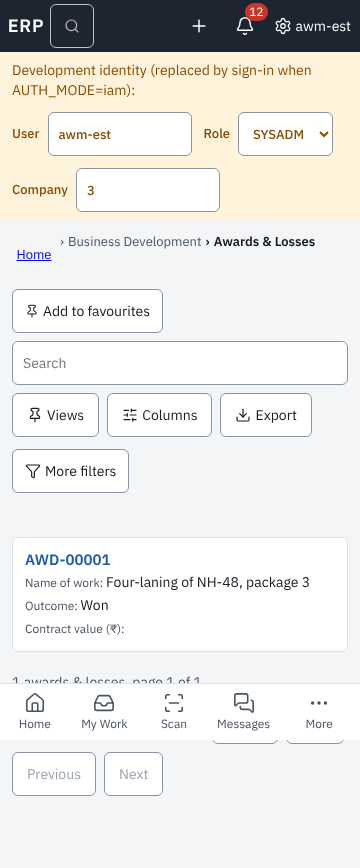 ERP
12
awm-est
Development identity (replaced by sign-in when
AUTH_MODE=iam):
User awm-est Role SYSADM
Company 3
Home › Business Development › Awards & Losses
Add to favourites
Search
Views Columns Export
More filters
AWD-00001
Name of work: Four-laning of NH-48, package 3
Outcome: Won
Contract value (₹):
1 awards & losses, page 1 of 1
Home My Work Scan Messages More
Previous Next